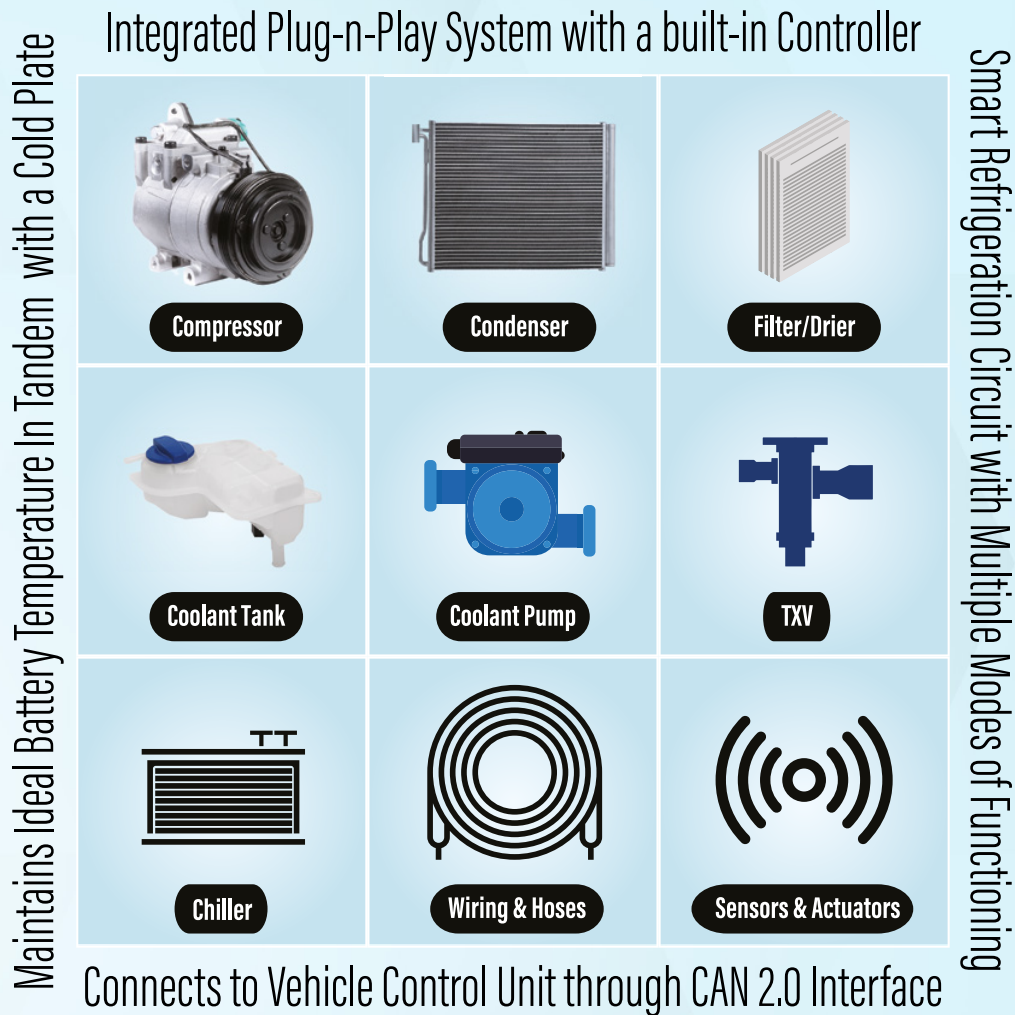 Integrated Plug-n-Play System with a built-in Controller
Maintains Ideal Battery Temperature In Tandem with a Cold Plate
Smart Refrigeration Circuit with Multiple Modes of Functioning
Compressor
Condenser
Filter/Drier
Coolant Tank
Coolant Pump
TXV
Chiller
Wiring & Hoses
Sensors & Actuators
Connects to Vehicle Control Unit through CAN 2.0 Interface